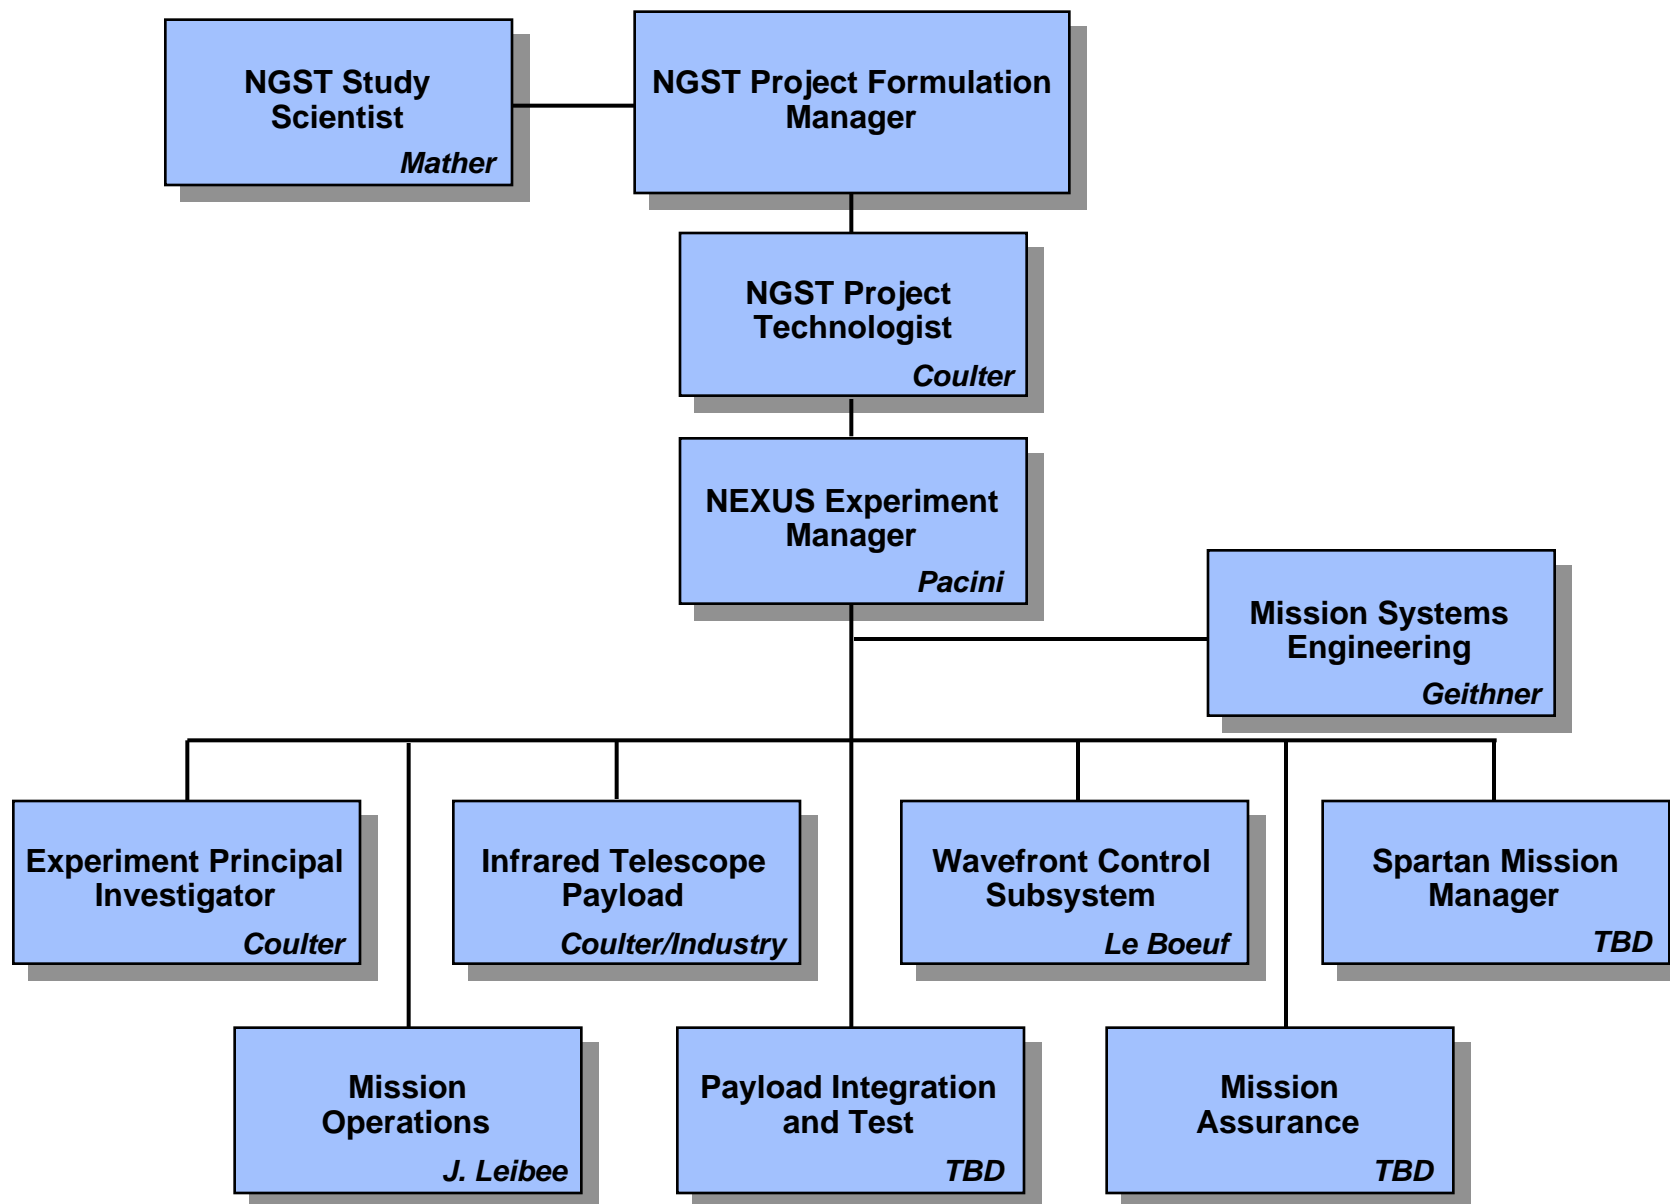 NGST Study
Scientist
Mather
NGST Project Formulation
Manager
NGST Project
Technologist
Coulter
NEXUS Experiment
Manager
Pacini
Mission Systems
Engineering
Geithner
Experiment Principal
Investigator
Coulter
Infrared Telescope
Payload
Coulter/Industry
Wavefront Control
Subsystem
Le Boeuf
Spartan Mission
Manager
TBD
Mission
Operations
J. Leibee
Payload Integration
and Test
TBD
Mission
Assurance
TBD